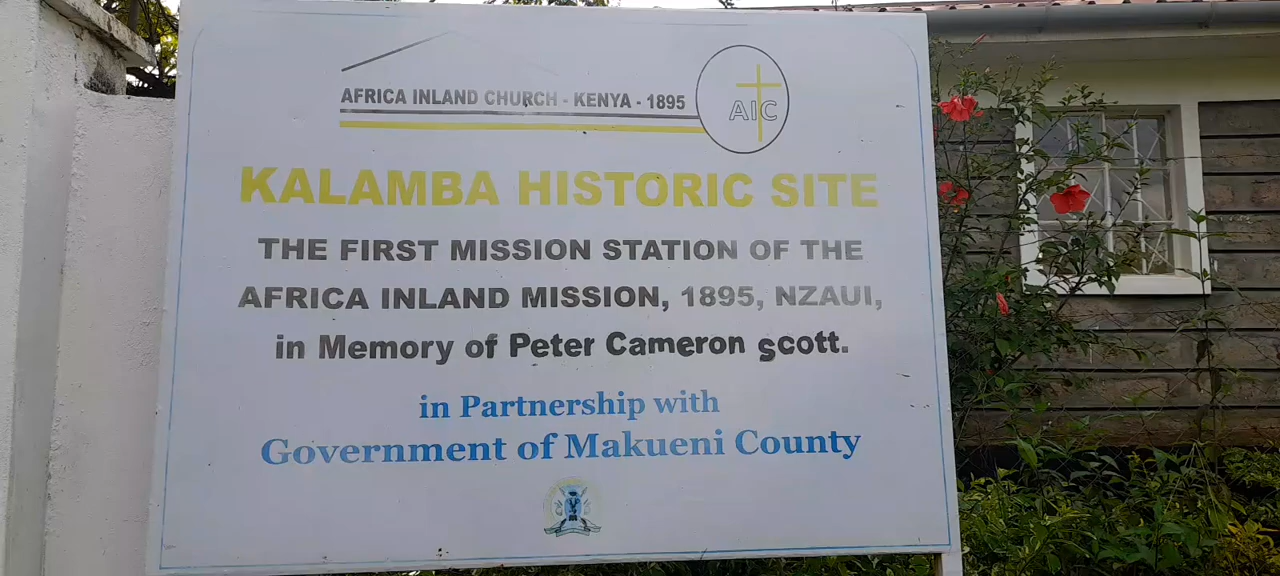 AFRICA INLAND CHURCH - KENYA - 1895
AIC
KALAMBA HISTORIC SITE
THE FIRST MISSION STATION OF THE
AFRICA INLAND MISSION, 1895, NZAUI,
in Memory of Peter Cameron Scott.
in Partnership with
Government of Makueni County